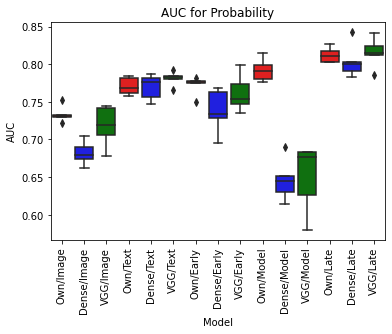 AUC for Probability
AUC
0.85
0.80
0.75
0.70
0.65
0.60
Own/Image
Dense/Image
VGG/Image
Own/Text
Dense/Text
VGG/Text
Own/Early
Dense/Early
VGG/Early
Own/Model
Dense/Model
VGG/Model
Own/Late
Dense/Late
VGG/Late
Model